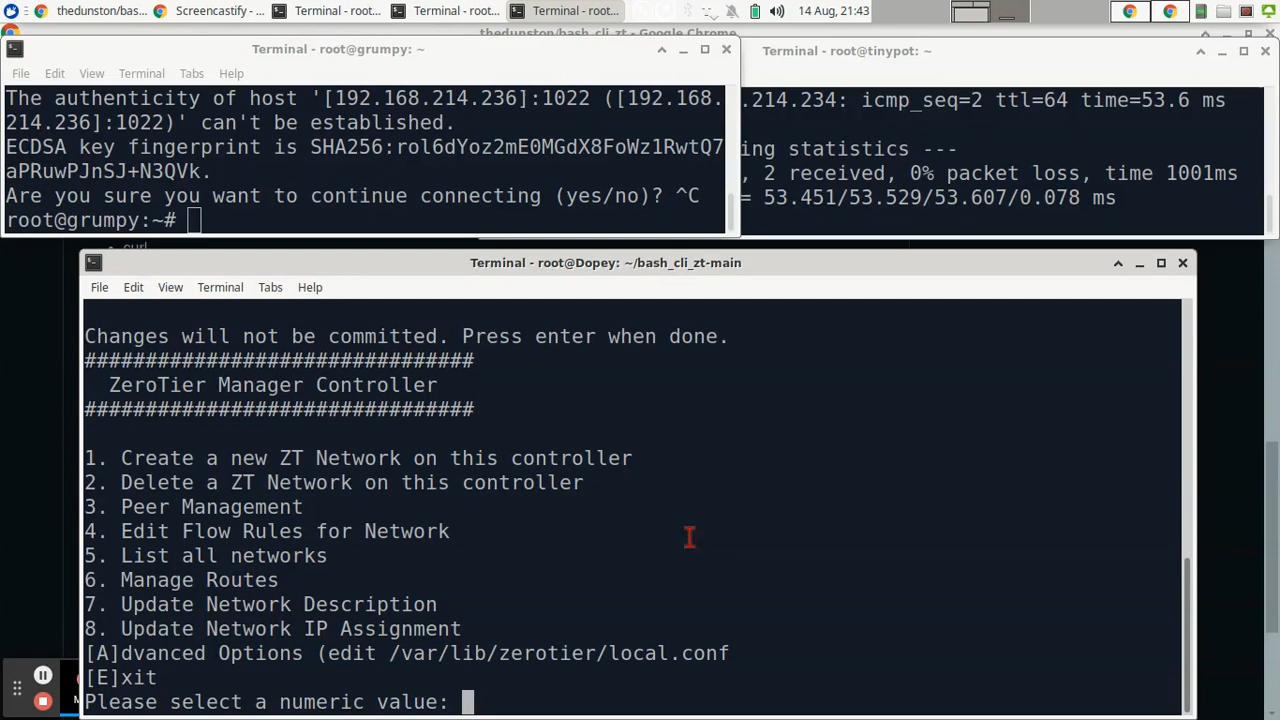 thedunston/bas...
Screencastify - ...
Terminal - root...
Terminal - root...
Terminal - root...
14 Aug, 21:43
thedunston/bash_cli_zt - Google Chrome
Terminal - root@grumpy: ~
File Edit View Terminal Tabs Help
The authenticity of host '[192.168.214.236]:1022 ([192.168.
214.236]:1022)' can't be established.
ECDSA key fingerprint is SHA256:rol6dYoz2mE0MGdX8FoWz1RwtQ7
aPRuwPJnSJ+N3QVk.
Are you sure you want to continue connecting (yes/no)? ^C
root@grumpy:~#
Terminal - root@tinypot: ~
.214.234: icmp_seq=2 ttl=64 time=53.6 ms
ing statistics ---
, 2 received, 0% packet loss, time 1001ms
= 53.451/53.529/53.607/0.078 ms
curl
Terminal - root@Dopey: ~/bash_cli_zt-main
File Edit View Terminal Tabs Help
Changes will not be committed. Press enter when done.
################################
ZeroTier Manager Controller
################################
1. Create a new ZT Network on this controller
2. Delete a ZT Network on this controller
3. Peer Management
4. Edit Flow Rules for Network
5. List all networks
6. Manage Routes
7. Update Network Description
8. Update Network IP Assignment
[A]dvanced Options (edit /var/lib/zerotier/local.conf
[E]xit
Please select a numeric value: